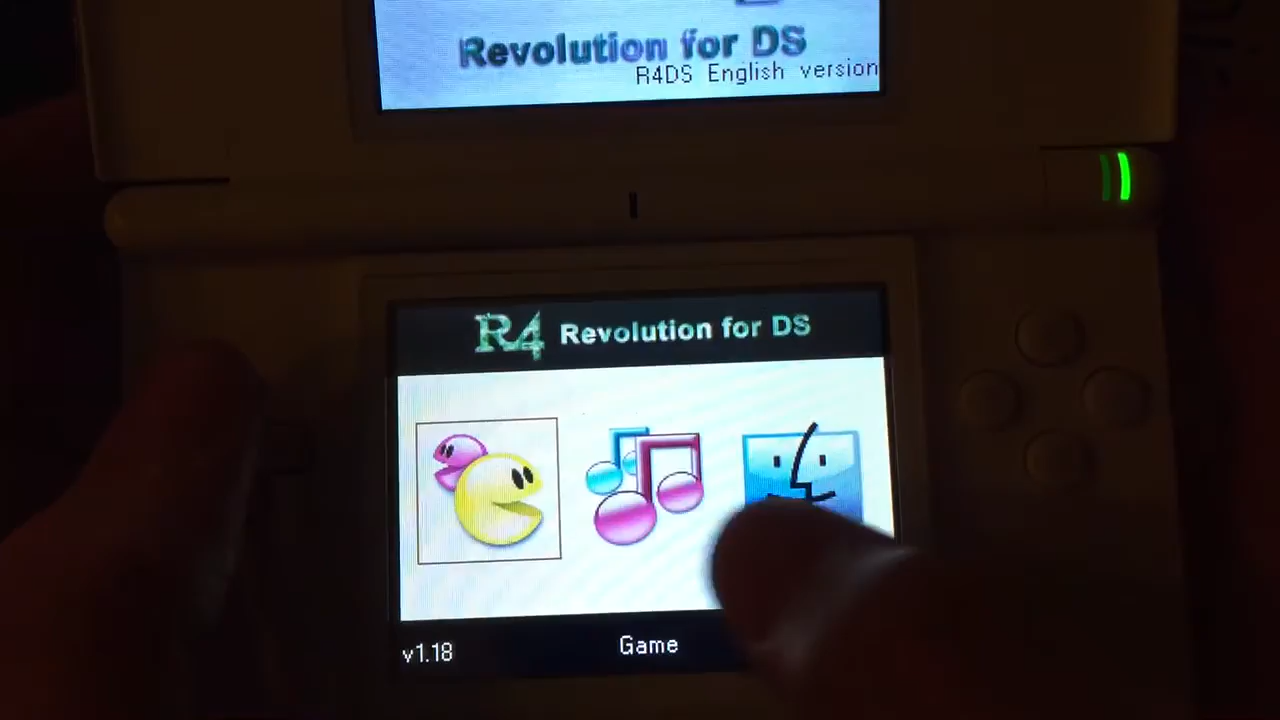 Revolution for DS
R4DS English version
R4 Revolution for DS
v1.18
Game